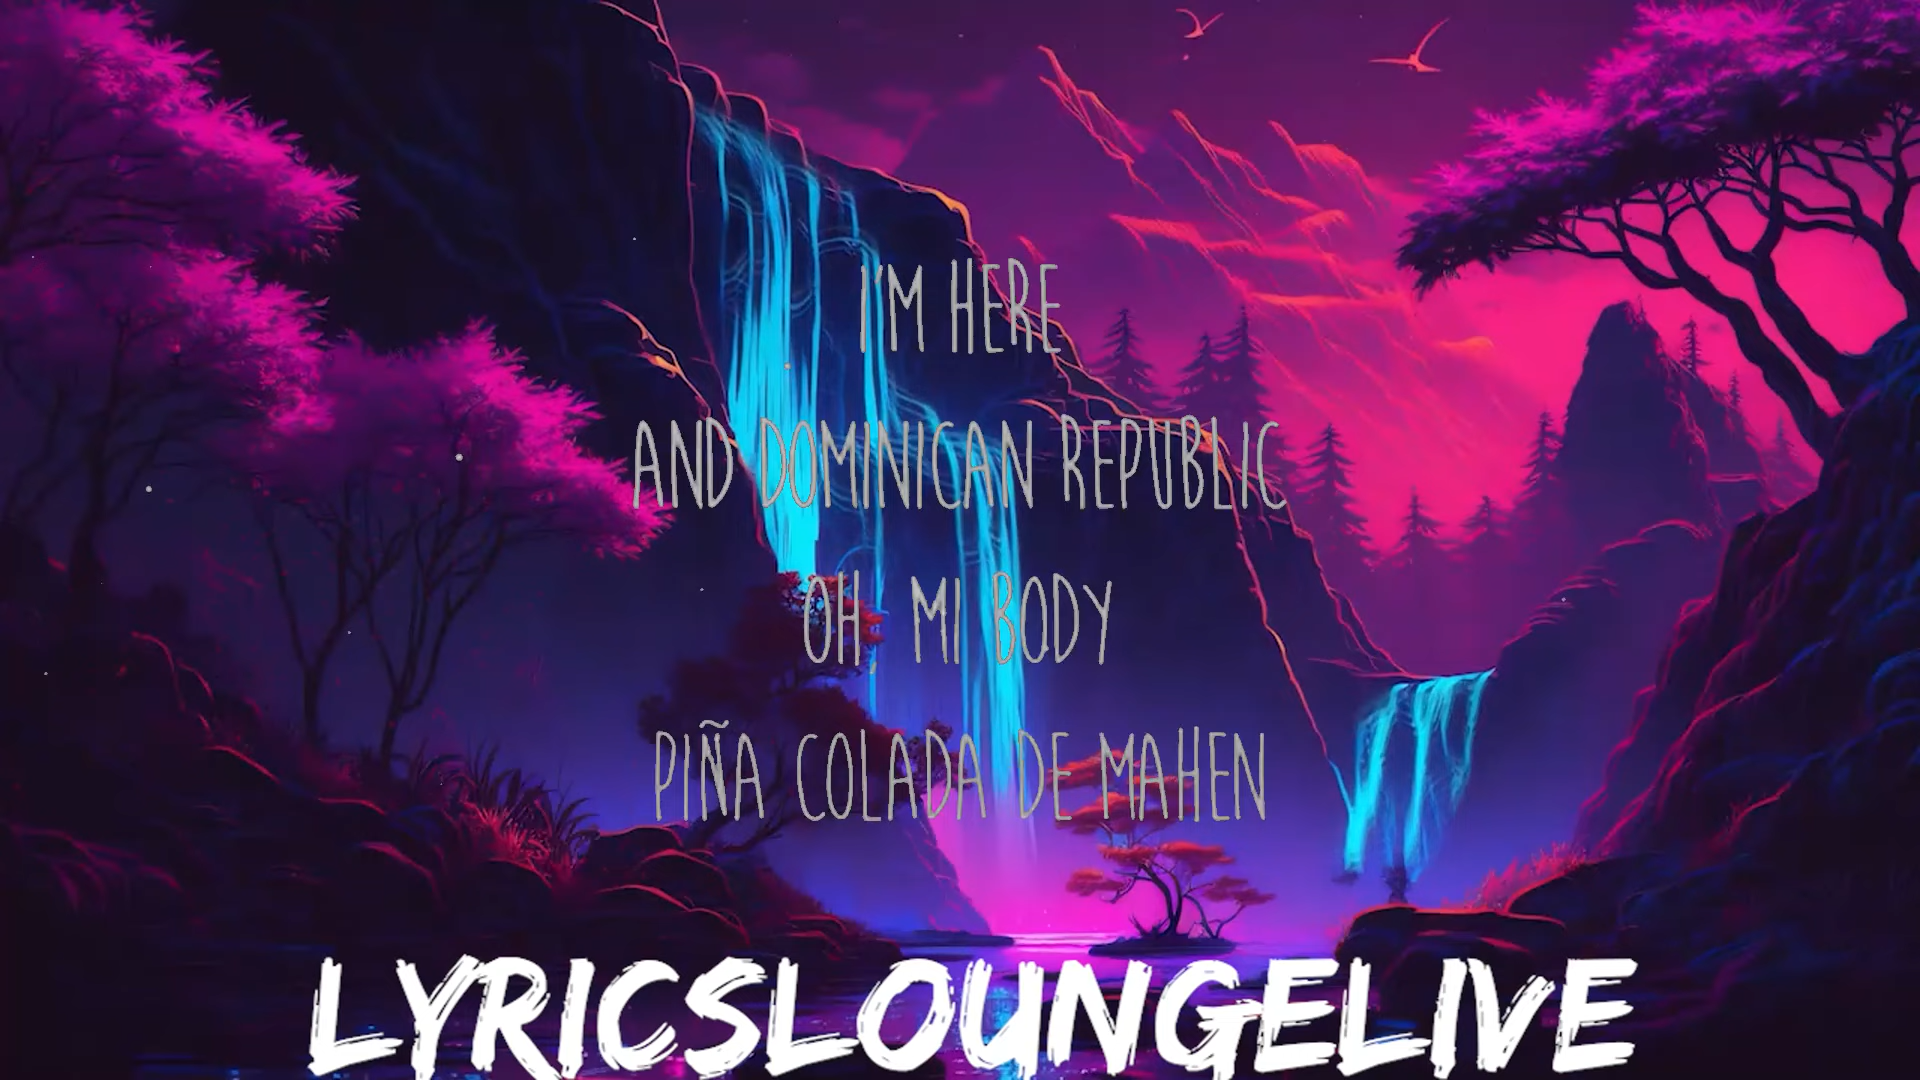 I'M HERE
AND DOMINICAN REPUBLIC
OH, MI BODY
PIÑA COLADA DE MAHEN
LYRICSLOUNGELIVE